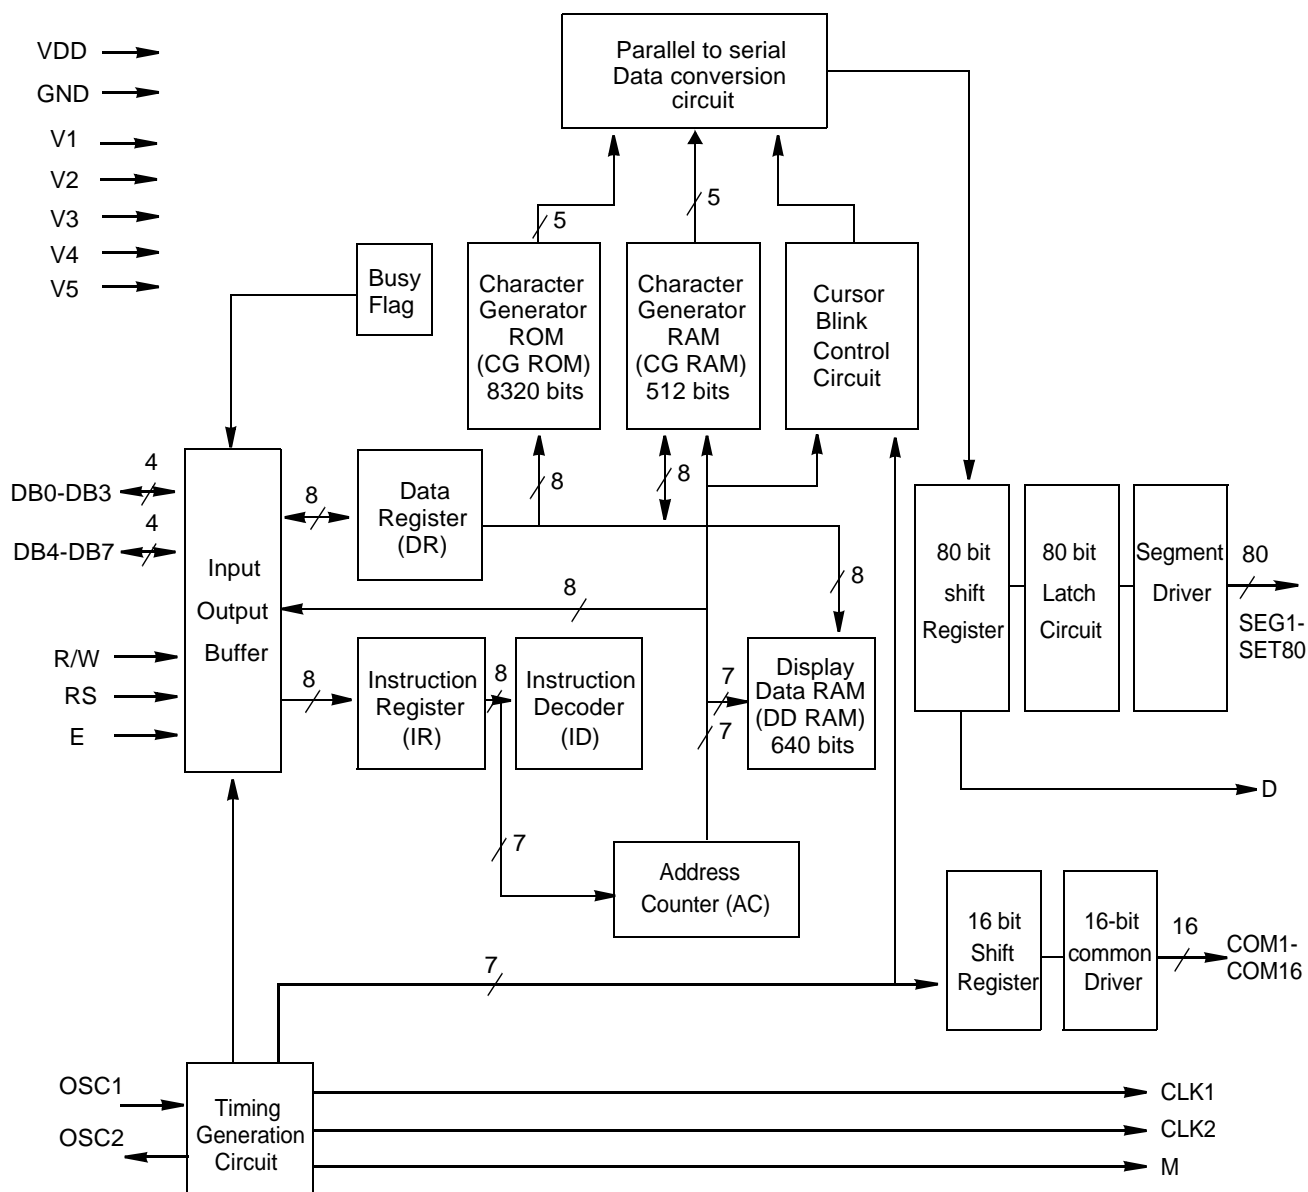 VDD
GND
V1
V2
V3
V4
V5
Parallel to serial
Data conversion
circuit
5
5
Busy
Flag
Character
Generator
ROM
(CG ROM)
8320 bits
Character
Generator
RAM
(CG RAM)
512 bits
Cursor
Blink
Control
Circuit
DB0-DB3
4
DB4-DB7
4
R/W
RS
E
Input
Output
Buffer
8
Data
Register
(DR)
8
8
8
8
8
Instruction
Register
(IR)
8
Instruction
Decoder
(ID)
7
7
Display
Data RAM
(DD RAM)
640 bits
80 bit
shift
Register
80 bit
Latch
Circuit
Segment
Driver
80
SEG1-
SET80
D
7
Address
Counter (AC)
7
16 bit
Shift
Register
16-bit
common
Driver
16
COM1-
COM16
OSC1
OSC2
Timing
Generation
Circuit
CLK1
CLK2
M